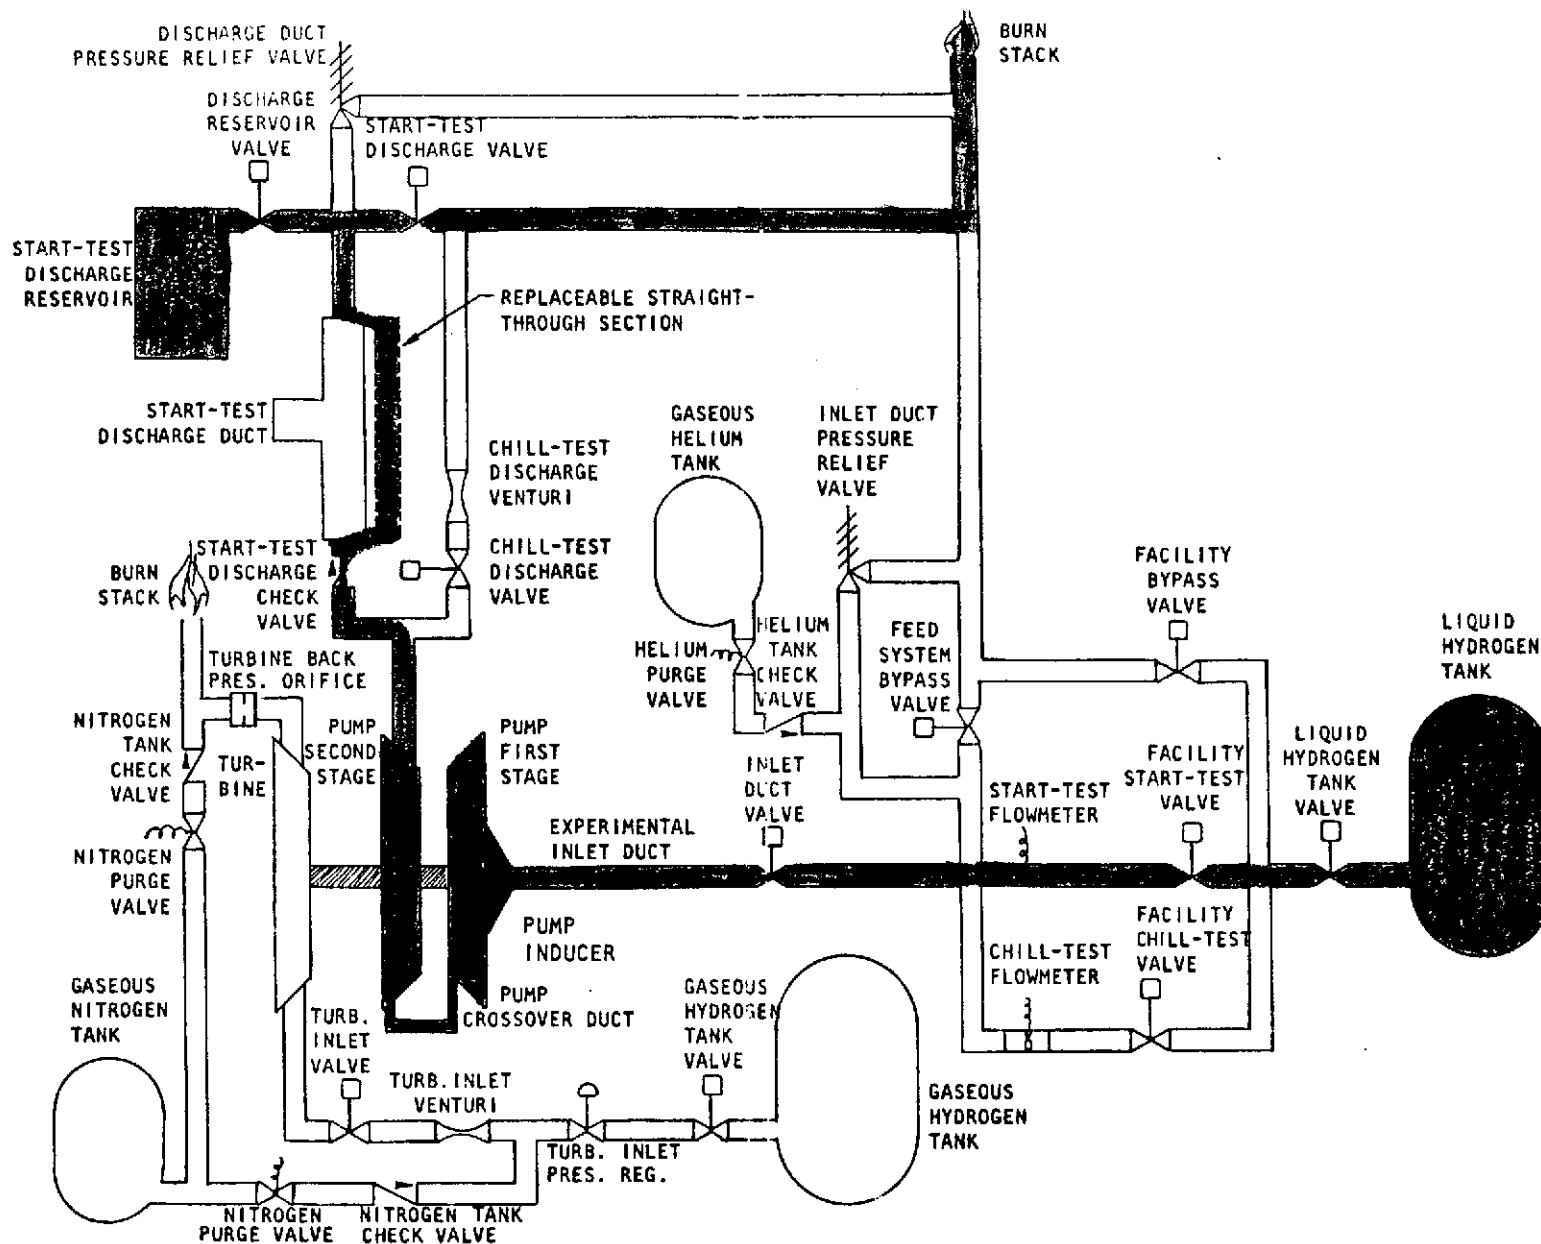 DISCHARGE DUCT
PRESSURE RELIEF VALVE
BURN
STACK
DISCHARGE
RESERVOIR
VALVE
START-TEST
DISCHARGE VALVE
START-TEST
DISCHARGE
RESERVOIR
REPLACEABLE STRAIGHT-
THROUGH SECTION
START-TEST
DISCHARGE DUCT
GASEOUS
HELIUM
TANK
INLET DUCT
PRESSURE
RELIEF
VALVE
CHILL-TEST
DISCHARGE
VENTURI
START-TEST
DISCHARGE
CHECK
VALVE
CHILL-TEST
DISCHARGE
VALVE
BURN
STACK
FACILITY
BYPASS
VALVE
LIQUID
HYDROGEN
TANK
HELIUM
PURGE
VALVE
HELIUM
TANK
CHECK
VALVE
FEED
SYSTEM
BYPASS
VALVE
TURBINE BACK
PRES. ORIFICE
NITROGEN
TANK
CHECK
VALVE
TUR-
BINE
PUMP
SECOND
STAGE
PUMP
FIRST
STAGE
INLET
DUCT
VALVE
START-TEST
FLOWMETER
FACILITY
START-TEST
VALVE
LIQUID
HYDROGEN
TANK
VALVE
EXPERIMENTAL
INLET DUCT
NITROGEN
PURGE
VALVE
PUMP
INDUCER
CHILL-TEST
FLOWMETER
FACILITY
CHILL-TEST
VALVE
GASEOUS
NITROGEN
TANK
PUMP
CROSSOVER DUCT
TURB.
INLET
VALVE
GASEOUS
HYDROGEN
TANK
VALVE
TURB. INLET
VENTURI
GASEOUS
HYDROGEN
TANK
TURB. INLET
PRES. REG.
NITROGEN
PURGE VALVE
NITROGEN TANK
CHECK VALVE